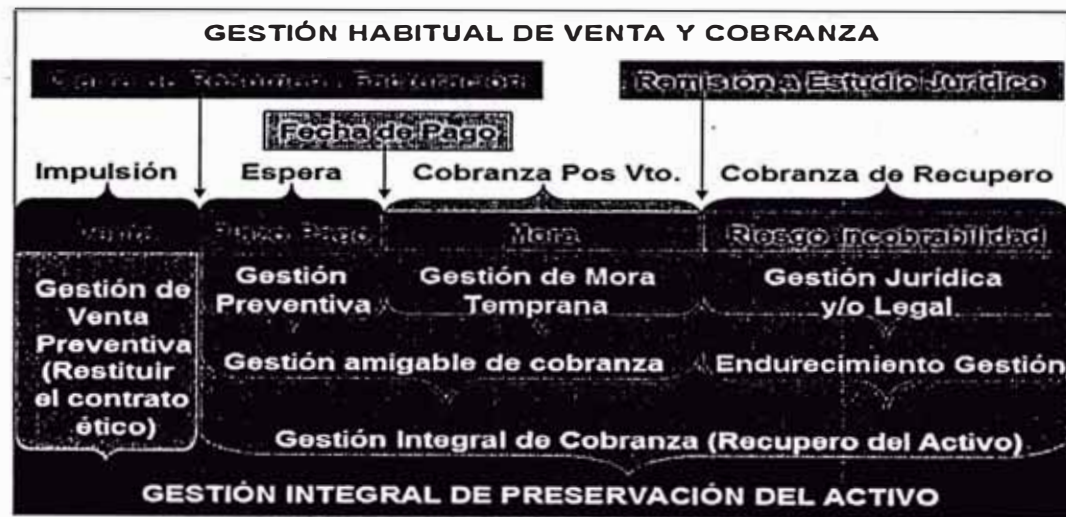 GESTIÓN HABITUAL DE VENTA Y COBRANZA
Remisión a Estudio Jurídico
Fecha de Pago
Impulsión
Espera
Cobranza Pos Vto.
Cobranza de Recupero
Venta
Plazo Pago
Mora
Riesgo Incobrabilidad
Gestión de
Venta
Preventiva
(Restituir
el contrato
ético)
Gestión
Preventiva
Gestión de Mora
Temprana
Gestión Jurídica
y/o Legal
Gestión amigable de cobranza
Endurecimiento Gestión
Gestión Integral de Cobranza (Recupero del Activo)
GESTIÓN INTEGRAL DE PRESERVACIÓN DEL ACTIVO